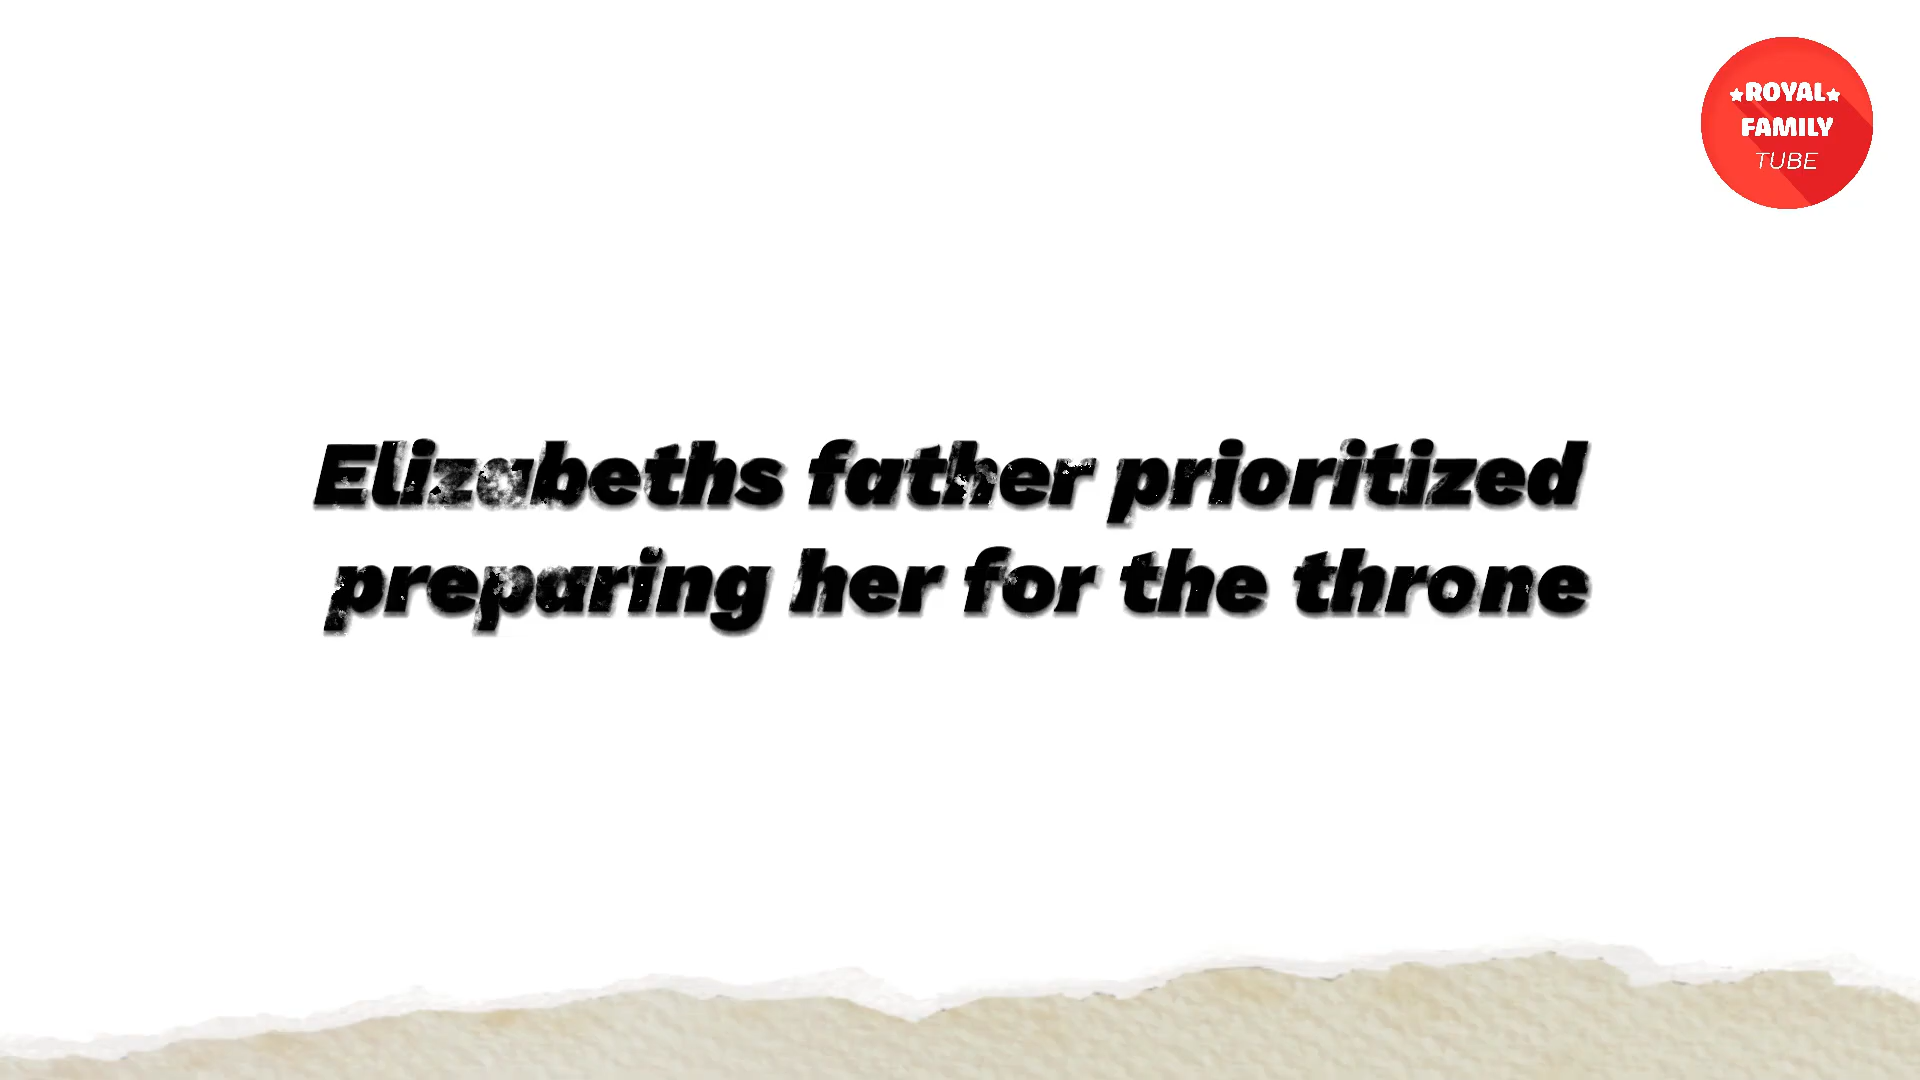 ★ROYAL★
FAMILY
TUBE
Elizabeths father prioritized
preparing her for the throne